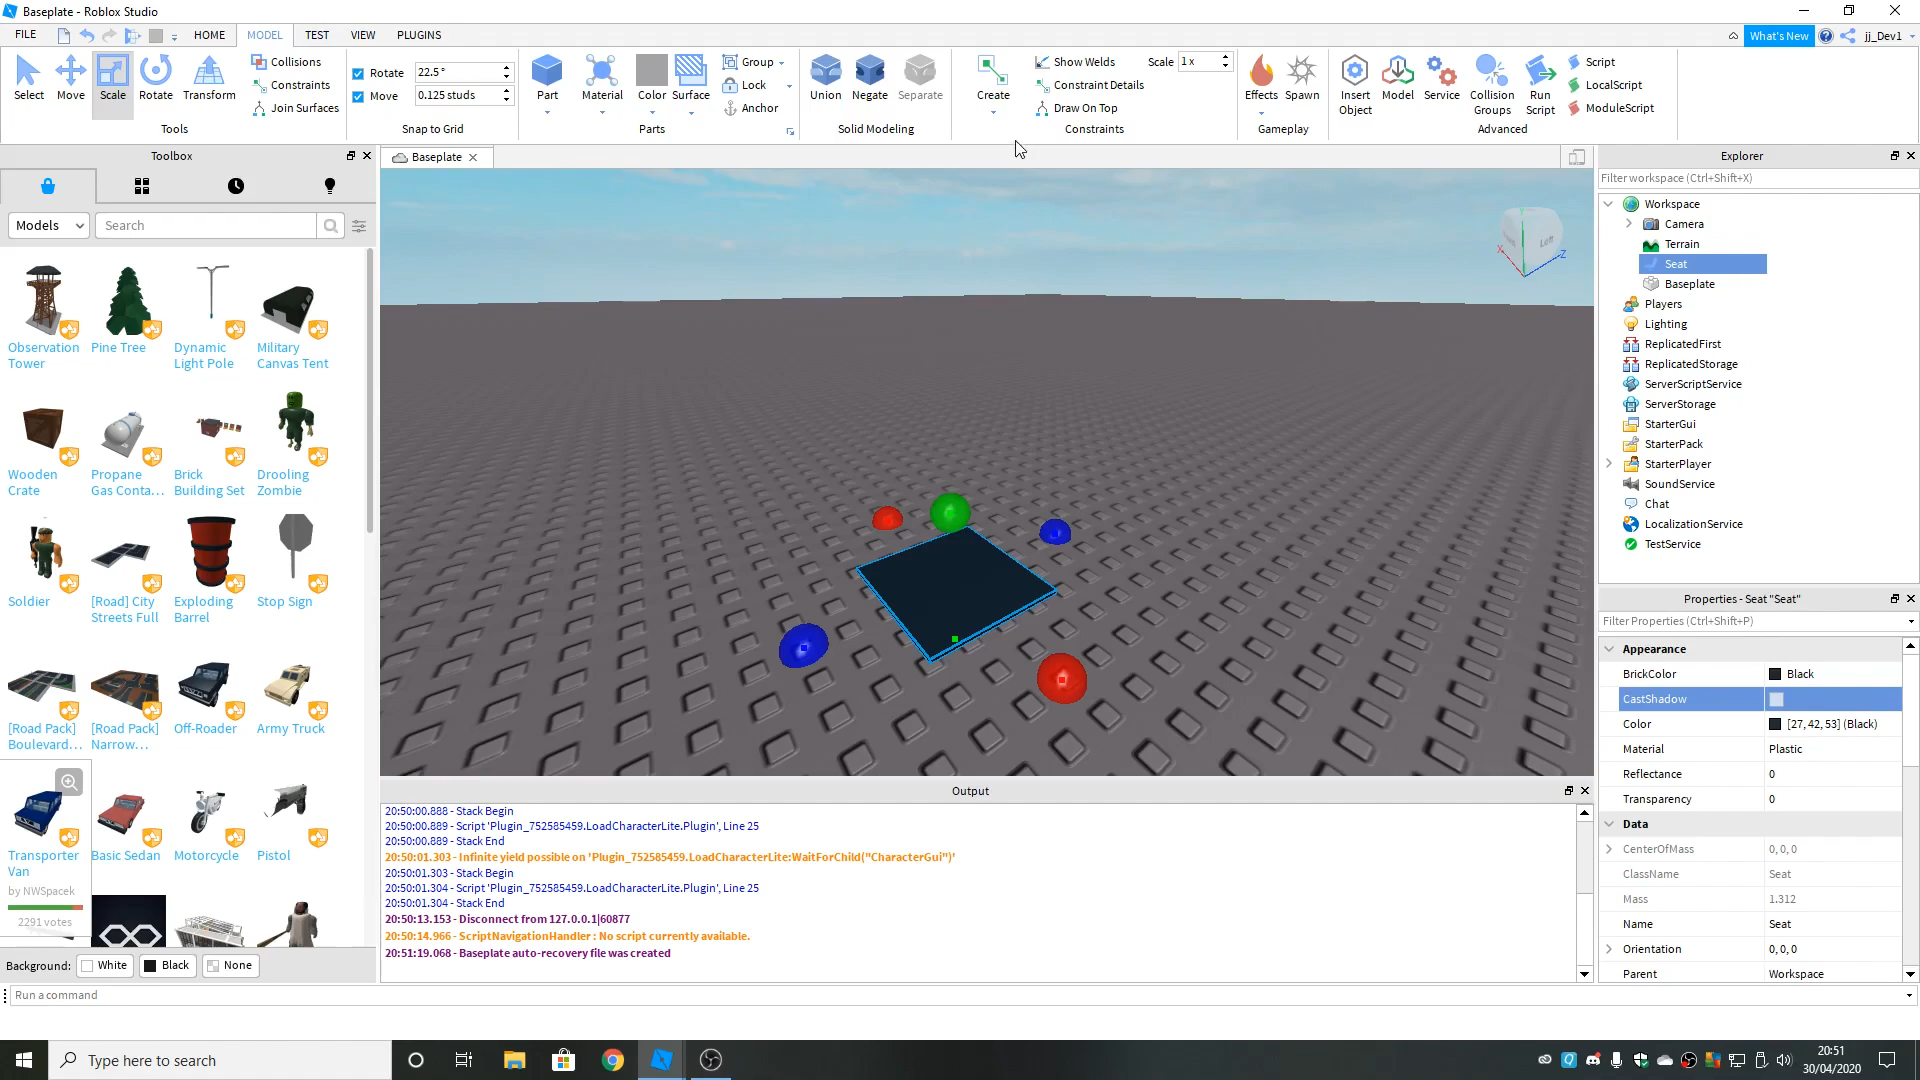 Baseplate - Roblox Studio
FILE HOME MODEL TEST VIEW PLUGINS What's New jj_Dev1
Select Move Scale Rotate Transform
Collisions
Constraints
Join Surfaces
Tools
Rotate 22.5°
Move 0.125 studs
Snap to Grid
Part Material Color Surface
Group
Lock
Anchor
Parts
Union Negate Separate
Solid Modeling
Create
Show Welds Scale 1x
Constraint Details
Draw On Top
Constraints
Effects Spawn
Gameplay
Insert Object
Model
Service
Collision Groups
Run Script
Script
LocalScript
ModuleScript
Advanced
Toolbox
Models Search
Observation Tower
Pine Tree
Dynamic Light Pole
Military Canvas Tent
Wooden Crate
Propane Gas Conta...
Brick Building Set
Drooling Zombie
Soldier
[Road] City Streets Full
Exploding Barrel
Stop Sign
[Road Pack] Boulevard...
[Road Pack] Narrow...
Off-Roader
Army Truck
Transporter Van
by NWSpacek
2291 votes
Basic Sedan
Motorcycle
Pistol
Background: White Black None
Baseplate
Left
X
Z
Output
20:50:00.888 - Stack Begin
20:50:00.889 - Script 'Plugin_752585459.LoadCharacterLite.Plugin', Line 25
20:50:00.889 - Stack End
20:50:01.303 - Infinite yield possible on 'Plugin_752585459.LoadCharacterLite:WaitForChild("CharacterGui")'
20:50:01.303 - Stack Begin
20:50:01.304 - Script 'Plugin_752585459.LoadCharacterLite.Plugin', Line 25
20:50:01.304 - Stack End
20:50:13.153 - Disconnect from 127.0.0.1|60877
20:50:14.966 - ScriptNavigationHandler : No script currently available.
20:51:19.068 - Baseplate auto-recovery file was created
Explorer
Filter workspace (Ctrl+Shift+X)
Workspace
Camera
Terrain
Seat
Baseplate
Players
Lighting
ReplicatedFirst
ReplicatedStorage
ServerScriptService
ServerStorage
StarterGui
StarterPack
StarterPlayer
SoundService
Chat
LocalizationService
TestService
Properties - Seat "Seat"
Filter Properties (Ctrl+Shift+P)
Appearance
BrickColor Black
CastShadow
Color [27, 42, 53] (Black)
Material Plastic
Reflectance 0
Transparency 0
Data
CenterOfMass 0, 0, 0
ClassName Seat
Mass 1.312
Name Seat
Orientation 0, 0, 0
Parent Workspace
Run a command
Type here to search
20:51
30/04/2020